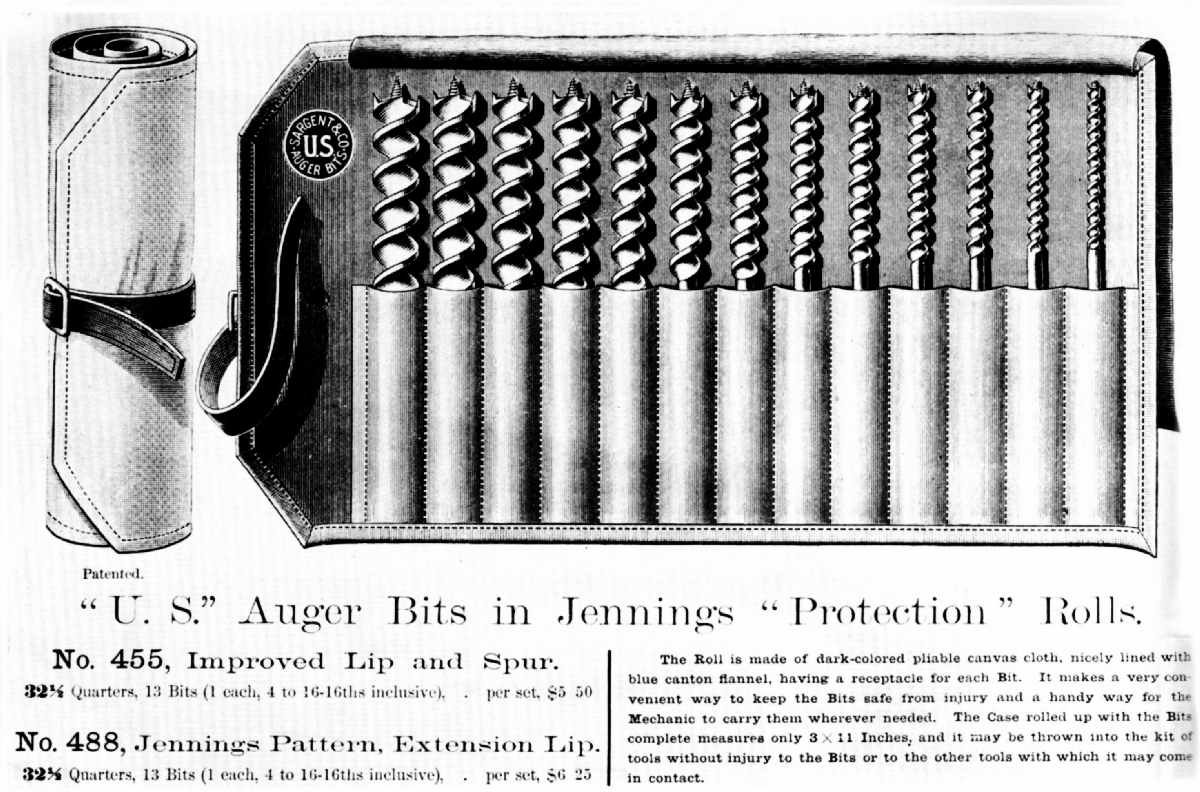 SARGENT & CO.
U.S.
AUGER BITS
Patented.
"U. S." Auger Bits in Jennings "Protection" Rolls.
No. 455, Improved Lip and Spur.
32½ Quarters, 13 Bits (1 each, 4 to 16-16ths inclusive), . per set, $5 50
No. 488, Jennings Pattern, Extension Lip.
32½ Quarters, 13 Bits (1 each, 4 to 16-16ths inclusive), . per set, $6 25
The Roll is made of dark-colored pliable canvas cloth, nicely lined with
blue canton flannel, having a receptacle for each Bit. It makes a very con-
venient way to keep the Bits safe from injury and a handy way for the
Mechanic to carry them wherever needed. The Case rolled up with the Bits
complete measures only 3 × 11 Inches, and it may be thrown into the kit of
tools without injury to the Bits or to the other tools with which it may come
in contact.